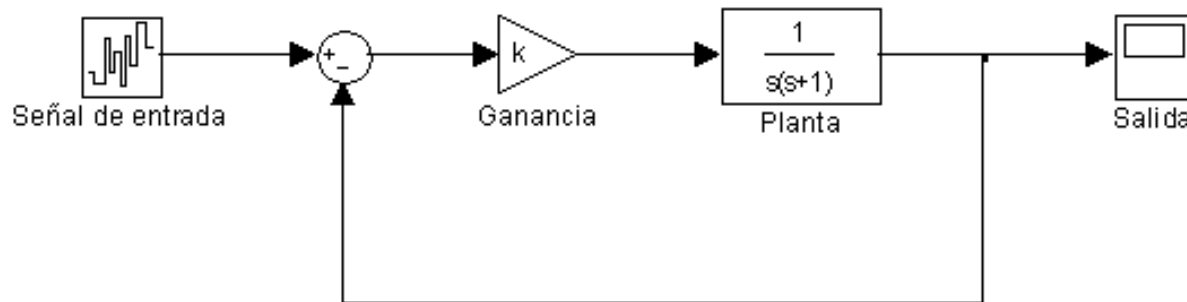 +
−
k
1
s(s+1)
Señal de entrada
Ganancia
Planta
Salida